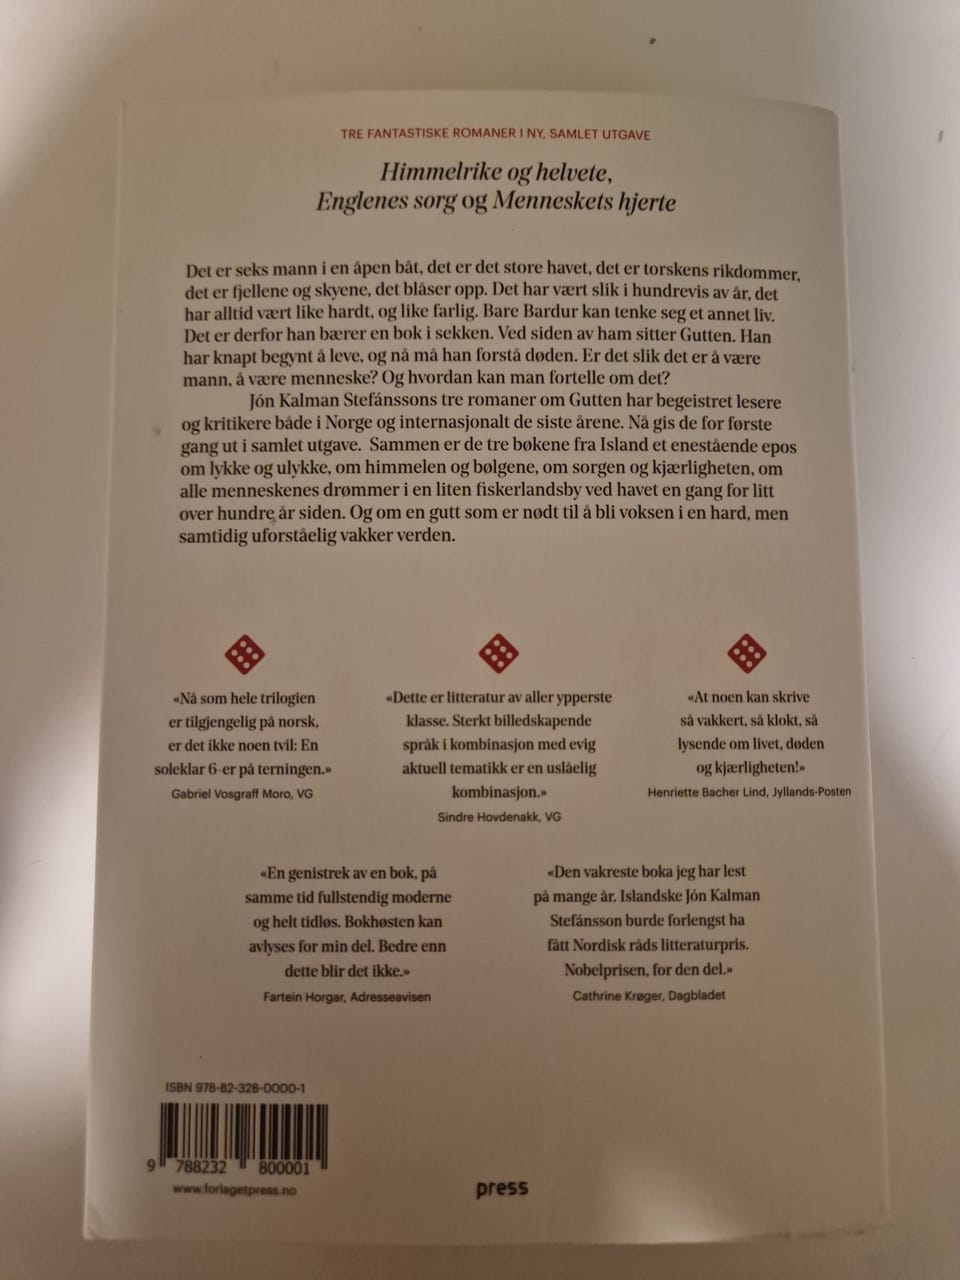 TRE FANTASTISKE ROMANER I NY, SAMLET UTGAVE
Himmelrike og helvete,
Englenes sorg og Menneskets hjerte
Det er seks mann i en åpen båt, det er det store havet, det er torskens rikdommer,
det er fjellene og skyene, det blåser opp. Det har vært slik i hundrevis av år, det
har alltid vært like hardt, og like farlig. Bare Bardur kan tenke seg et annet liv.
Det er derfor han bærer en bok i sekken. Ved siden av ham sitter Gutten. Han
har knapt begynt å leve, og nå må han forstå døden. Er det slik det er å være
mann, å være menneske? Og hvordan kan man fortelle om det?
Jón Kalman Stefánssons tre romaner om Gutten har begeistret lesere
og kritikere både i Norge og internasjonalt de siste årene. Nå gis de for første
gang ut i samlet utgave. Sammen er de tre bøkene fra Island et enestående epos
om lykke og ulykke, om himmelen og bølgene, om sorgen og kjærligheten, om
alle menneskenes drømmer i en liten fiskerlandsby ved havet en gang for litt
over hundre år siden. Og om en gutt som er nødt til å bli voksen i en hard, men
samtidig uforståelig vakker verden.
«Nå som hele trilogien
er tilgjengelig på norsk,
er det ikke noen tvil: En
soleklar 6-er på terningen.»
Gabriel Vosgraff Moro, VG
«Dette er litteratur av aller ypperste
klasse. Sterkt billedskapende
språk i kombinasjon med evig
aktuell tematikk er en uslåelig
kombinasjon.»
Sindre Hovdenakk, VG
«At noen kan skrive
så vakkert, så klokt, så
lysende om livet, døden
og kjærligheten!»
Henriette Bacher Lind, Jyllands-Posten
«En genistrek av en bok, på
samme tid fullstendig moderne
og helt tidløs. Bokhøsten kan
avlyses for min del. Bedre enn
dette blir det ikke.»
Fartein Horgar, Adresseavisen
«Den vakreste boka jeg har lest
på mange år. Islandske Jón Kalman
Stefánsson burde forlengst ha
fått Nordisk råds litteraturpris.
Nobelprisen, for den del.»
Cathrine Krøger, Dagbladet
ISBN 978-82-328-0000-1
9 788232 800001
www.forlagetpress.no
press